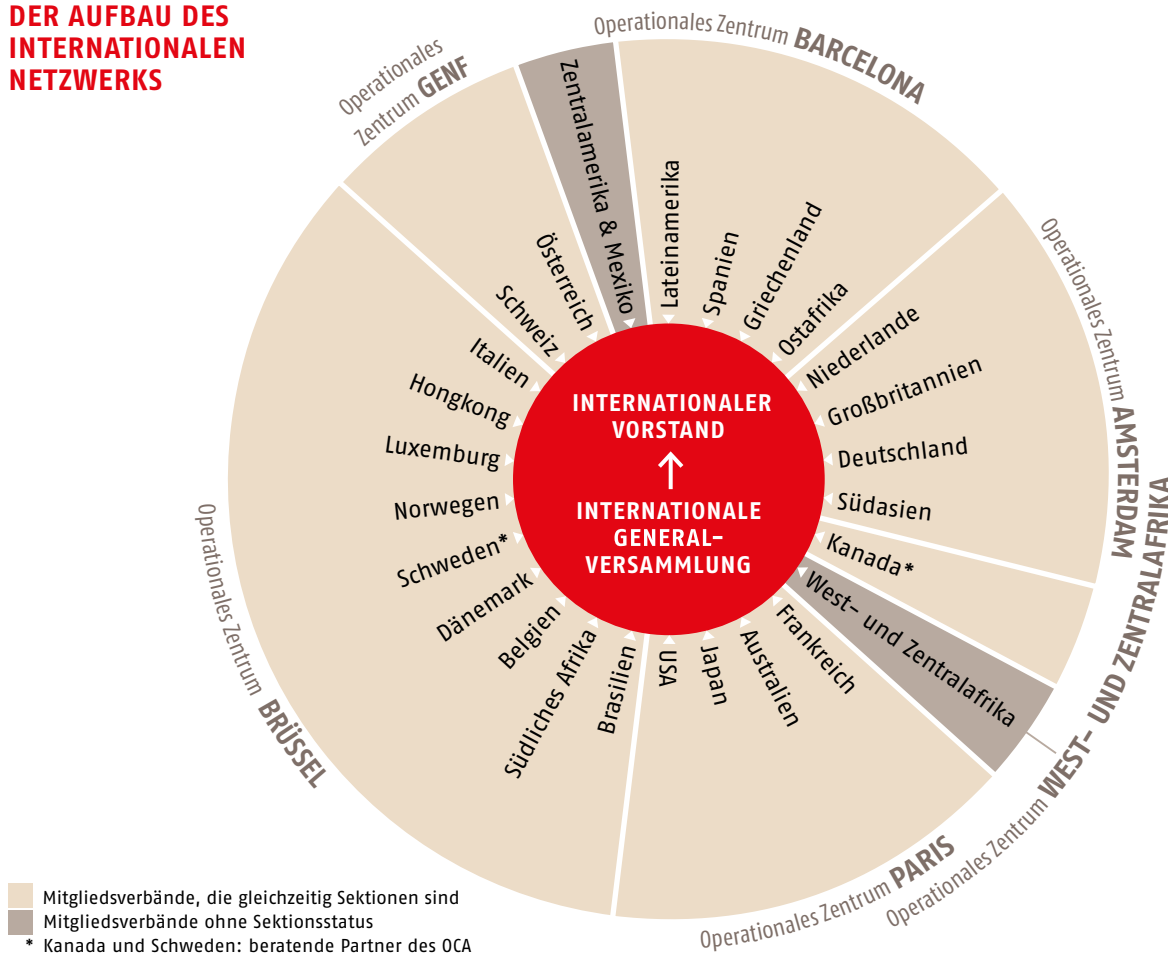 DER AUFBAU DES
INTERNATIONALEN
NETZWERKS
Operationales
Zentrum GENF
Operationales Zentrum BARCELONA
Operationales Zentrum AMSTERDAM
Operationales Zentrum WEST- UND ZENTRALAFRIKA
Operationales Zentrum PARIS
Operationales Zentrum BRÜSSEL
Zentralamerika & Mexiko
Lateinamerika
Spanien
Griechenland
Ostafrika
Niederlande
Großbritannien
Deutschland
Südasien
Kanada*
West- und Zentralafrika
Frankreich
Australien
Japan
USA
Brasilien
Südliches Afrika
Belgien
Dänemark
Schweden*
Norwegen
Luxemburg
Hongkong
Italien
Schweiz
Österreich
INTERNATIONALER
VORSTAND
↑
INTERNATIONALE
GENERAL-
VERSAMMLUNG
Mitgliedsverbände, die gleichzeitig Sektionen sind
Mitgliedsverbände ohne Sektionsstatus
* Kanada und Schweden: beratende Partner des OCA